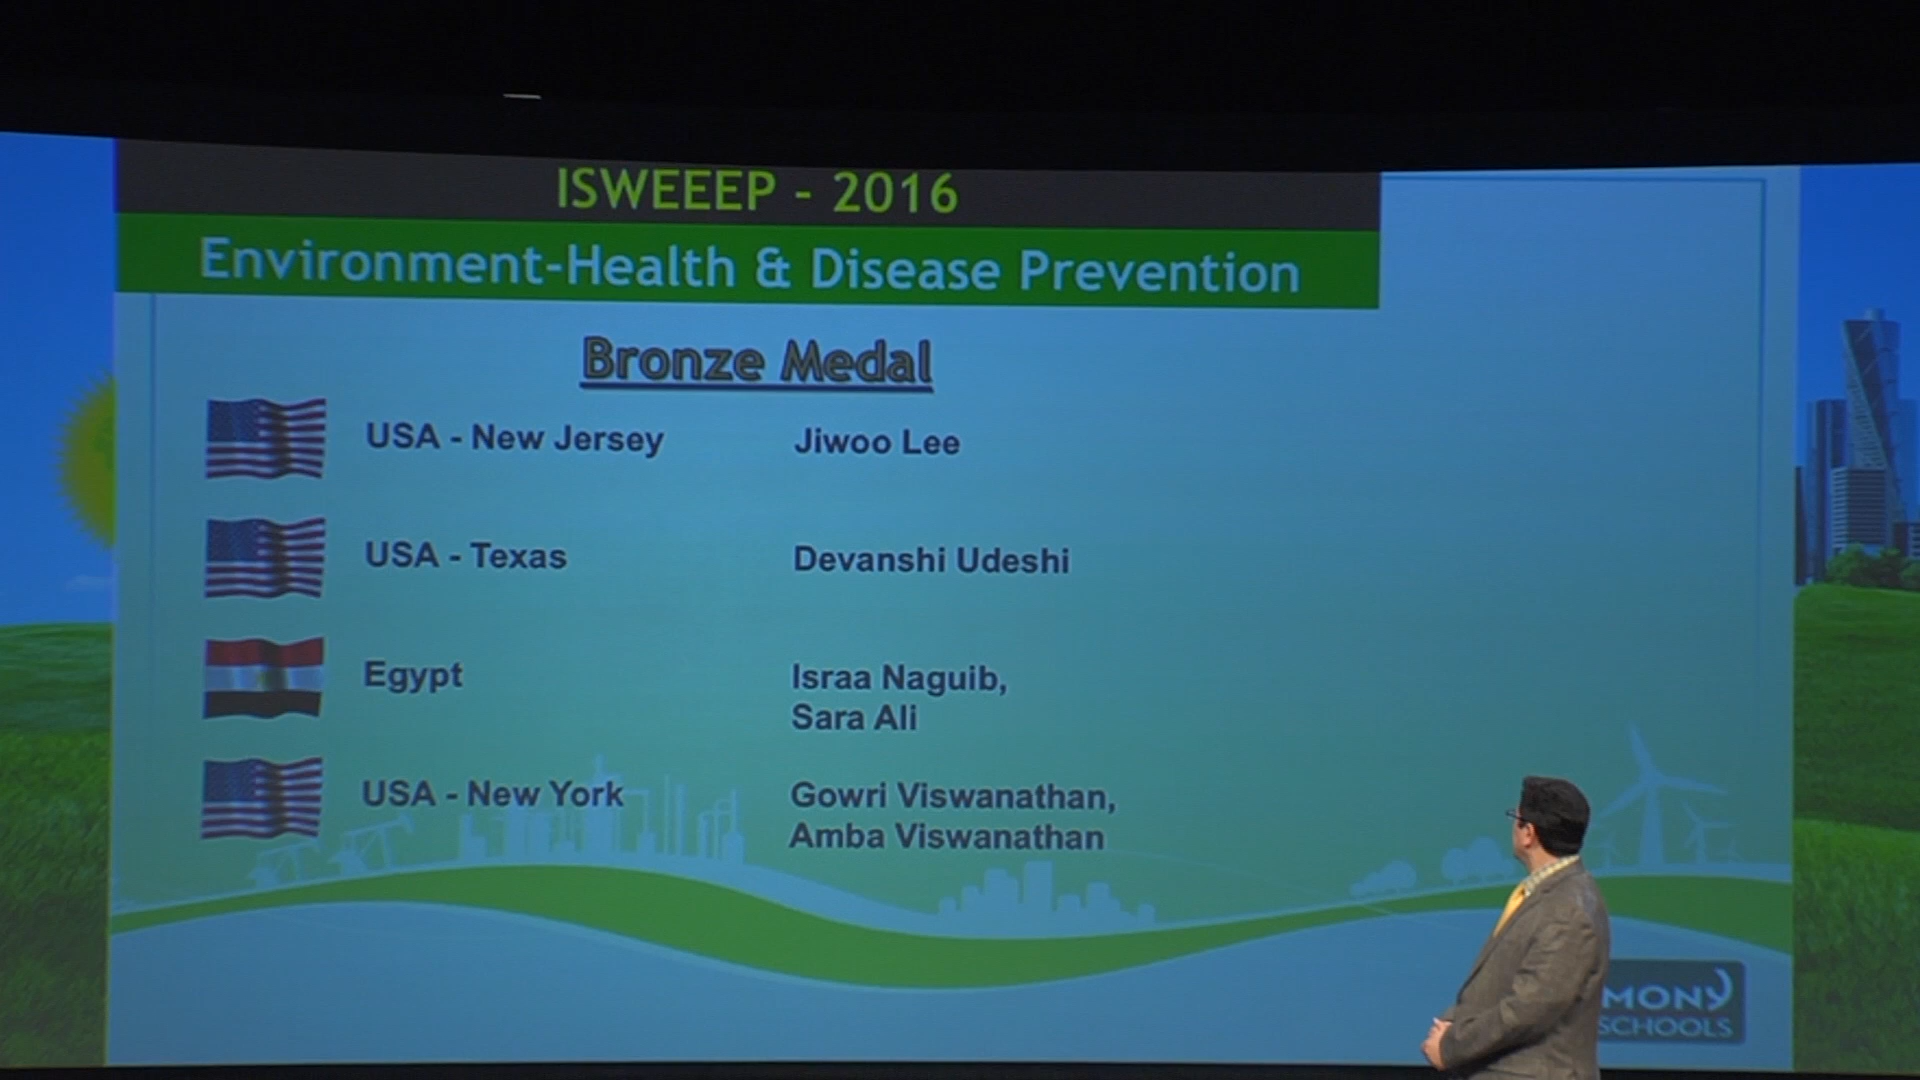 ISWEEEP - 2016
Environment-Health & Disease Prevention
Bronze Medal
USA - New Jersey Jiwoo Lee
USA - Texas Devanshi Udeshi
Egypt Israa Naguib,
Sara Ali
USA - New York Gowri Viswanathan,
Amba Viswanathan
MONY
SCHOOLS